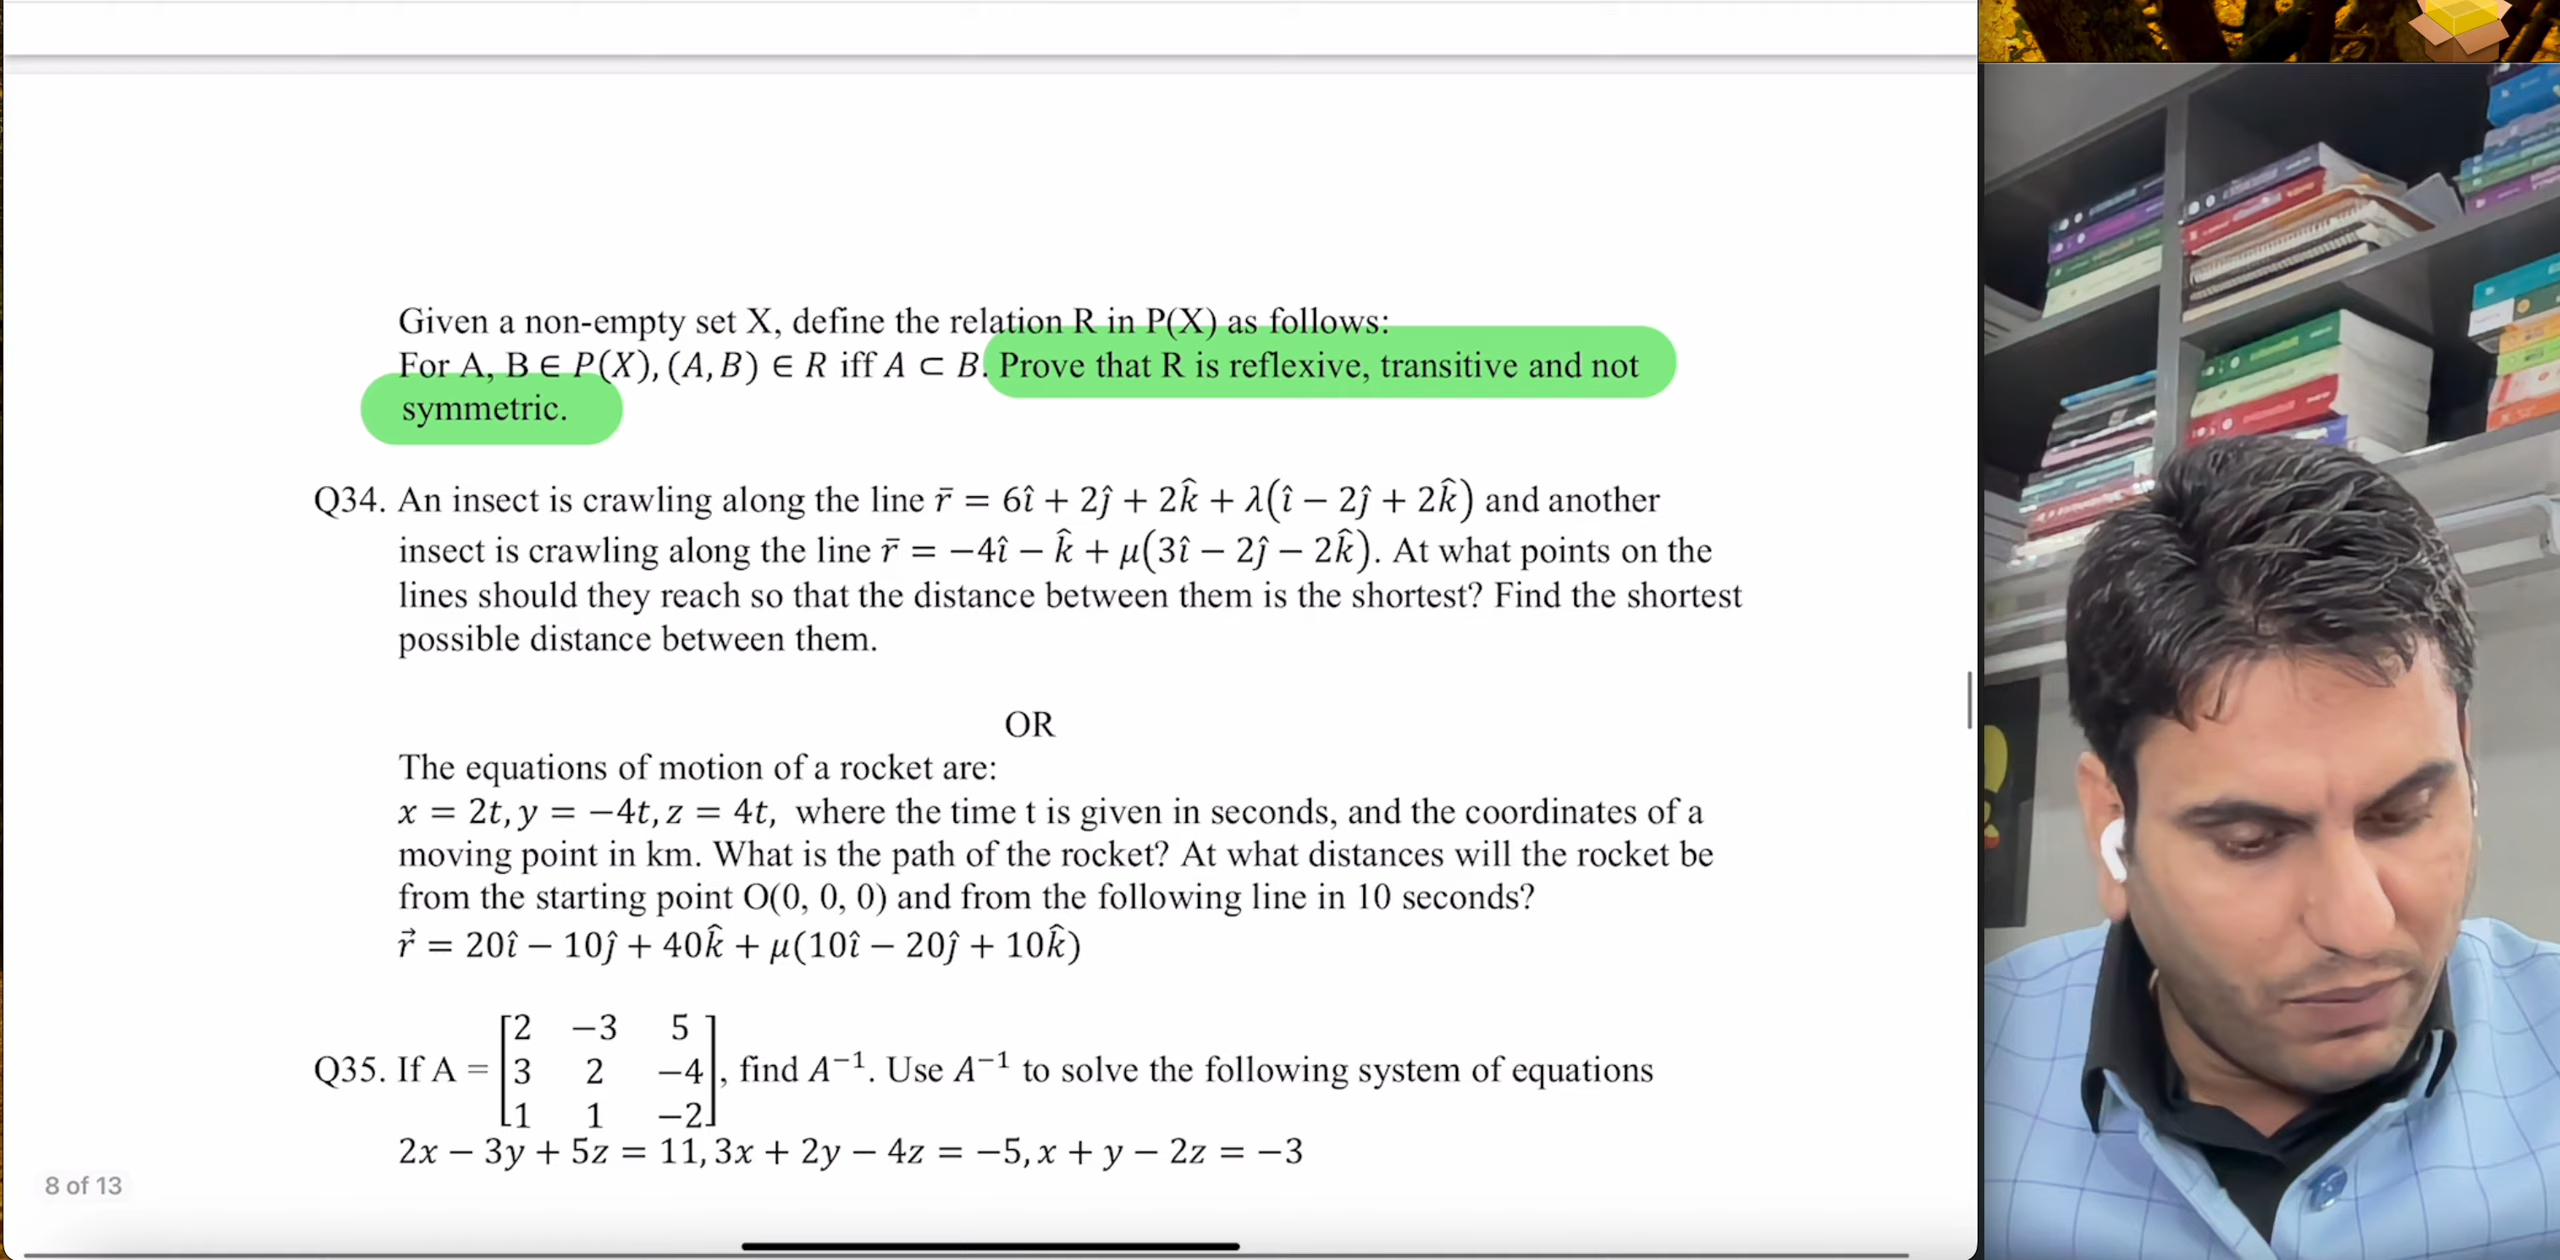 Given a non-empty set X, define the relation R in P(X) as follows:
For A, B ∈ P(X), (A, B) ∈ R iff A ⊂ B. Prove that R is reflexive, transitive and not
symmetric.
Q34. An insect is crawling along the line r̄ = 6î + 2ĵ + 2k̂ + λ(î − 2ĵ + 2k̂) and another
insect is crawling along the line r̄ = −4î − k̂ + μ(3î − 2ĵ − 2k̂). At what points on the
lines should they reach so that the distance between them is the shortest? Find the shortest
possible distance between them.
OR
The equations of motion of a rocket are:
x = 2t, y = −4t, z = 4t, where the time t is given in seconds, and the coordinates of a
moving point in km. What is the path of the rocket? At what distances will the rocket be
from the starting point O(0, 0, 0) and from the following line in 10 seconds?
r⃗ = 20î − 10ĵ + 40k̂ + μ(10î − 20ĵ + 10k̂)
Q35. If A = [2 −3 5
3 2 −4
1 1 −2], find A⁻¹. Use A⁻¹ to solve the following system of equations
2x − 3y + 5z = 11, 3x + 2y − 4z = −5, x + y − 2z = −3
8 of 13